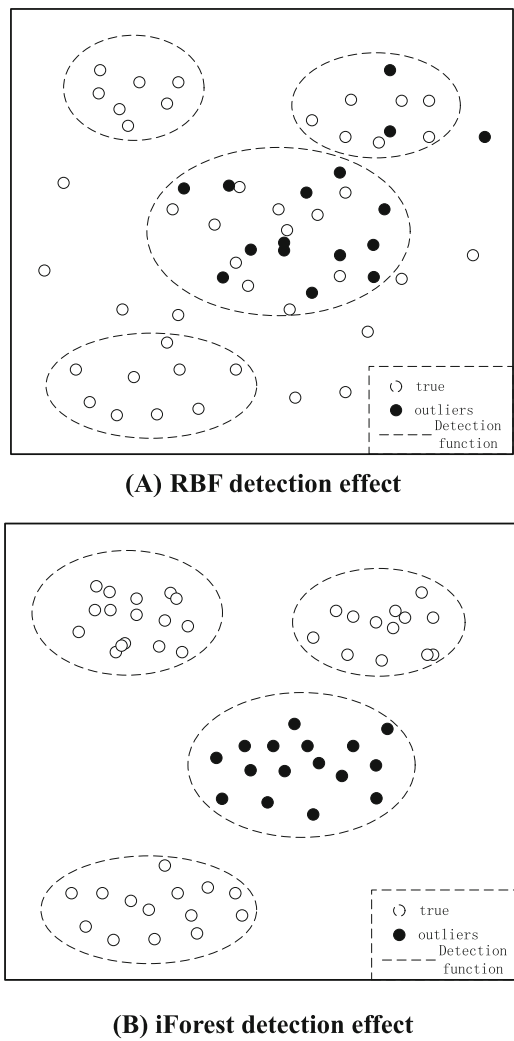 true
outliers
Detection
function
(A) RBF detection effect
true
outliers
Detection
function
(B) iForest detection effect